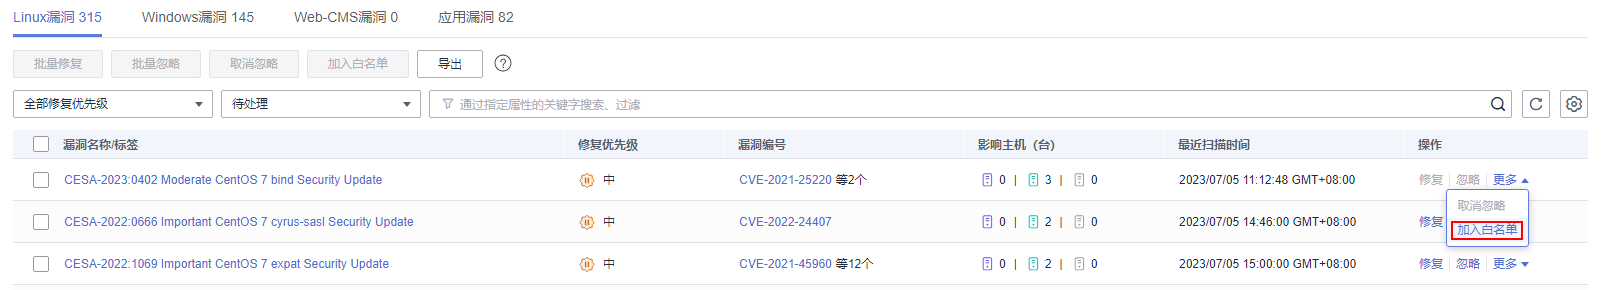 Linux漏洞 315 Windows漏洞 145 Web-CMS漏洞 0 应用漏洞 82
批量修复 批量忽略 取消忽略 加入白名单 导出 ?
全部修复优先级 待处理 通过指定属性的关键字搜索、过滤
漏洞名称/标签 修复优先级 漏洞编号 影响主机（台） 最近扫描时间 操作
CESA-2023:0402 Moderate CentOS 7 bind Security Update 中 CVE-2021-25220 等2个 0 | 3 | 0 2023/07/05 11:12:48 GMT+08:00 修复 忽略 更多
取消忽略
CESA-2022:0666 Important CentOS 7 cyrus-sasl Security Update 中 CVE-2022-24407 0 | 2 | 0 2023/07/05 14:46:00 GMT+08:00 修复
加入白名单
CESA-2022:1069 Important CentOS 7 expat Security Update 中 CVE-2021-45960 等12个 0 | 2 | 0 2023/07/05 15:00:00 GMT+08:00 修复 忽略 更多